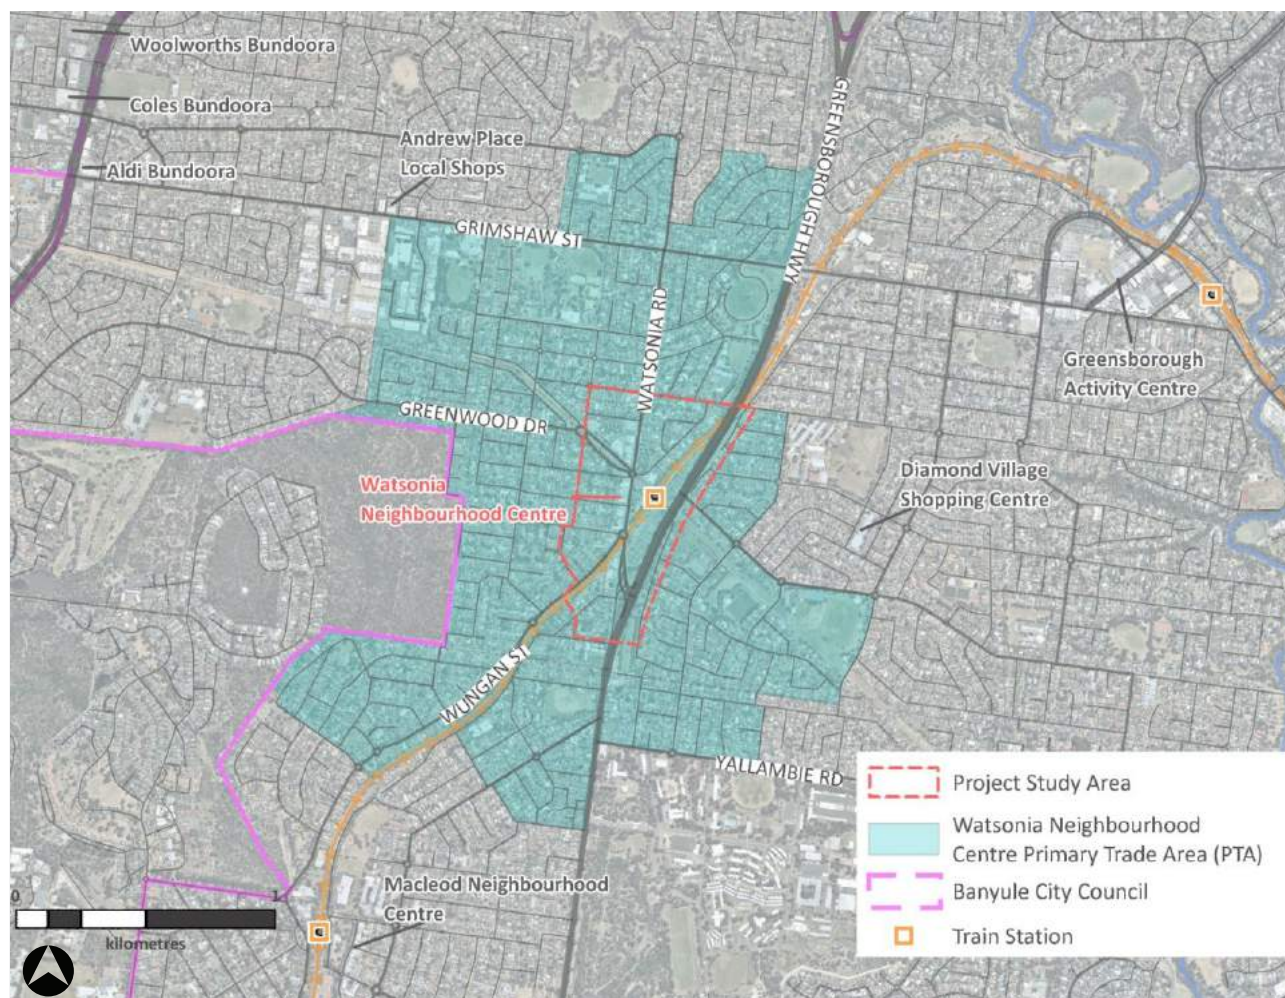 Woolworths Bundoora
Coles Bundoora
Aldi Bundoora
Andrew Place
Local Shops
GRIMSHAW ST
GREENSBOROUGH HWY
WATSONIA RD
Greensborough
Activity Centre
GREENWOOD DR
Watsonia
Neighbourhood Centre
Diamond Village
Shopping Centre
WUNGAN ST
YALLAMBIE RD
Macleod Neighbourhood
Centre
0 1
kilometres
Project Study Area
Watsonia Neighbourhood
Centre Primary Trade Area (PTA)
Banyule City Council
Train Station